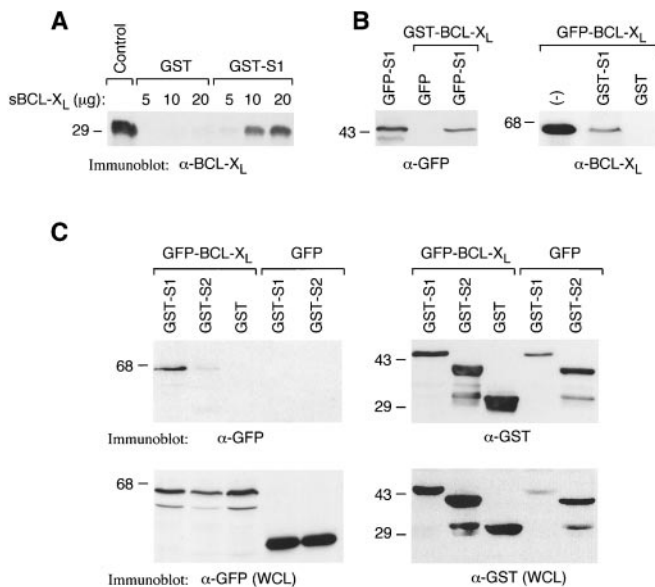 A
Control
GST
GST-S1
sBCL-XL (μg): 5 10 20 5 10 20
29
Immunoblot: α-BCL-XL
B
GST-BCL-XL
GFP-S1
GFP
GFP-S1
43
α-GFP
GFP-BCL-XL
(-)
GST-S1
GST
68
α-BCL-XL
C
GFP-BCL-XL
GFP
GST-S1
GST-S2
GST
GST-S1
GST-S2
68
Immunoblot: α-GFP
GFP-BCL-XL
GFP
GST-S1
GST-S2
GST
GST-S1
GST-S2
43
29
α-GST
68
Immunoblot: α-GFP (WCL)
43
29
α-GST (WCL)